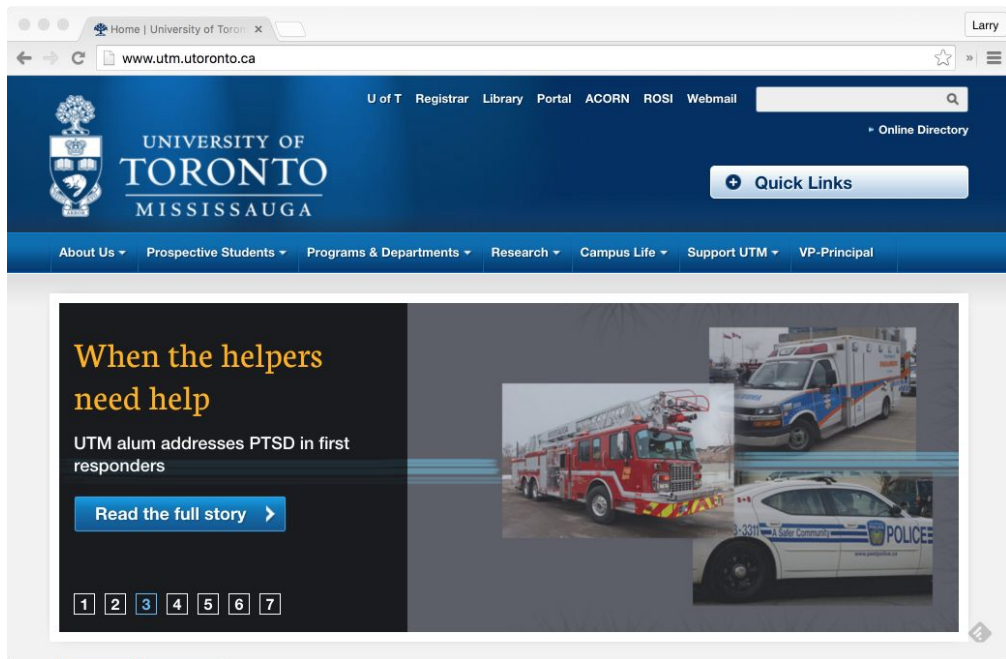 Home | University of Toron
Larry
www.utm.utoronto.ca
U of T Registrar Library Portal ACORN ROSI Webmail
Online Directory
UNIVERSITY OF
TORONTO
MISSISSAUGA
Quick Links
About Us Prospective Students Programs & Departments Research Campus Life Support UTM VP-Principal
When the helpers
need help
UTM alum addresses PTSD in first
responders
Read the full story
1 2 3 4 5 6 7
3-3311 A Safer Community POLICE